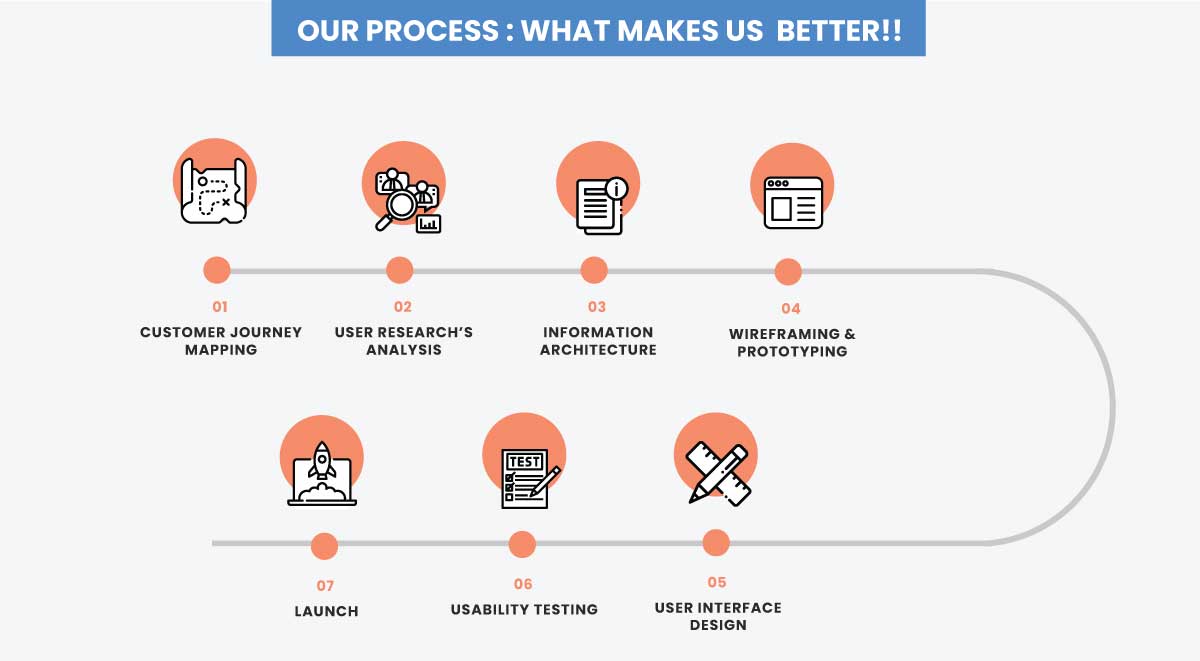 OUR PROCESS : WHAT MAKES US BETTER!!
01
CUSTOMER JOURNEY
MAPPING
02
USER RESEARCH'S
ANALYSIS
03
INFORMATION
ARCHITECTURE
04
WIREFRAMING &
PROTOTYPING
TEST
07
LAUNCH
06
USABILITY TESTING
05
USER INTERFACE
DESIGN